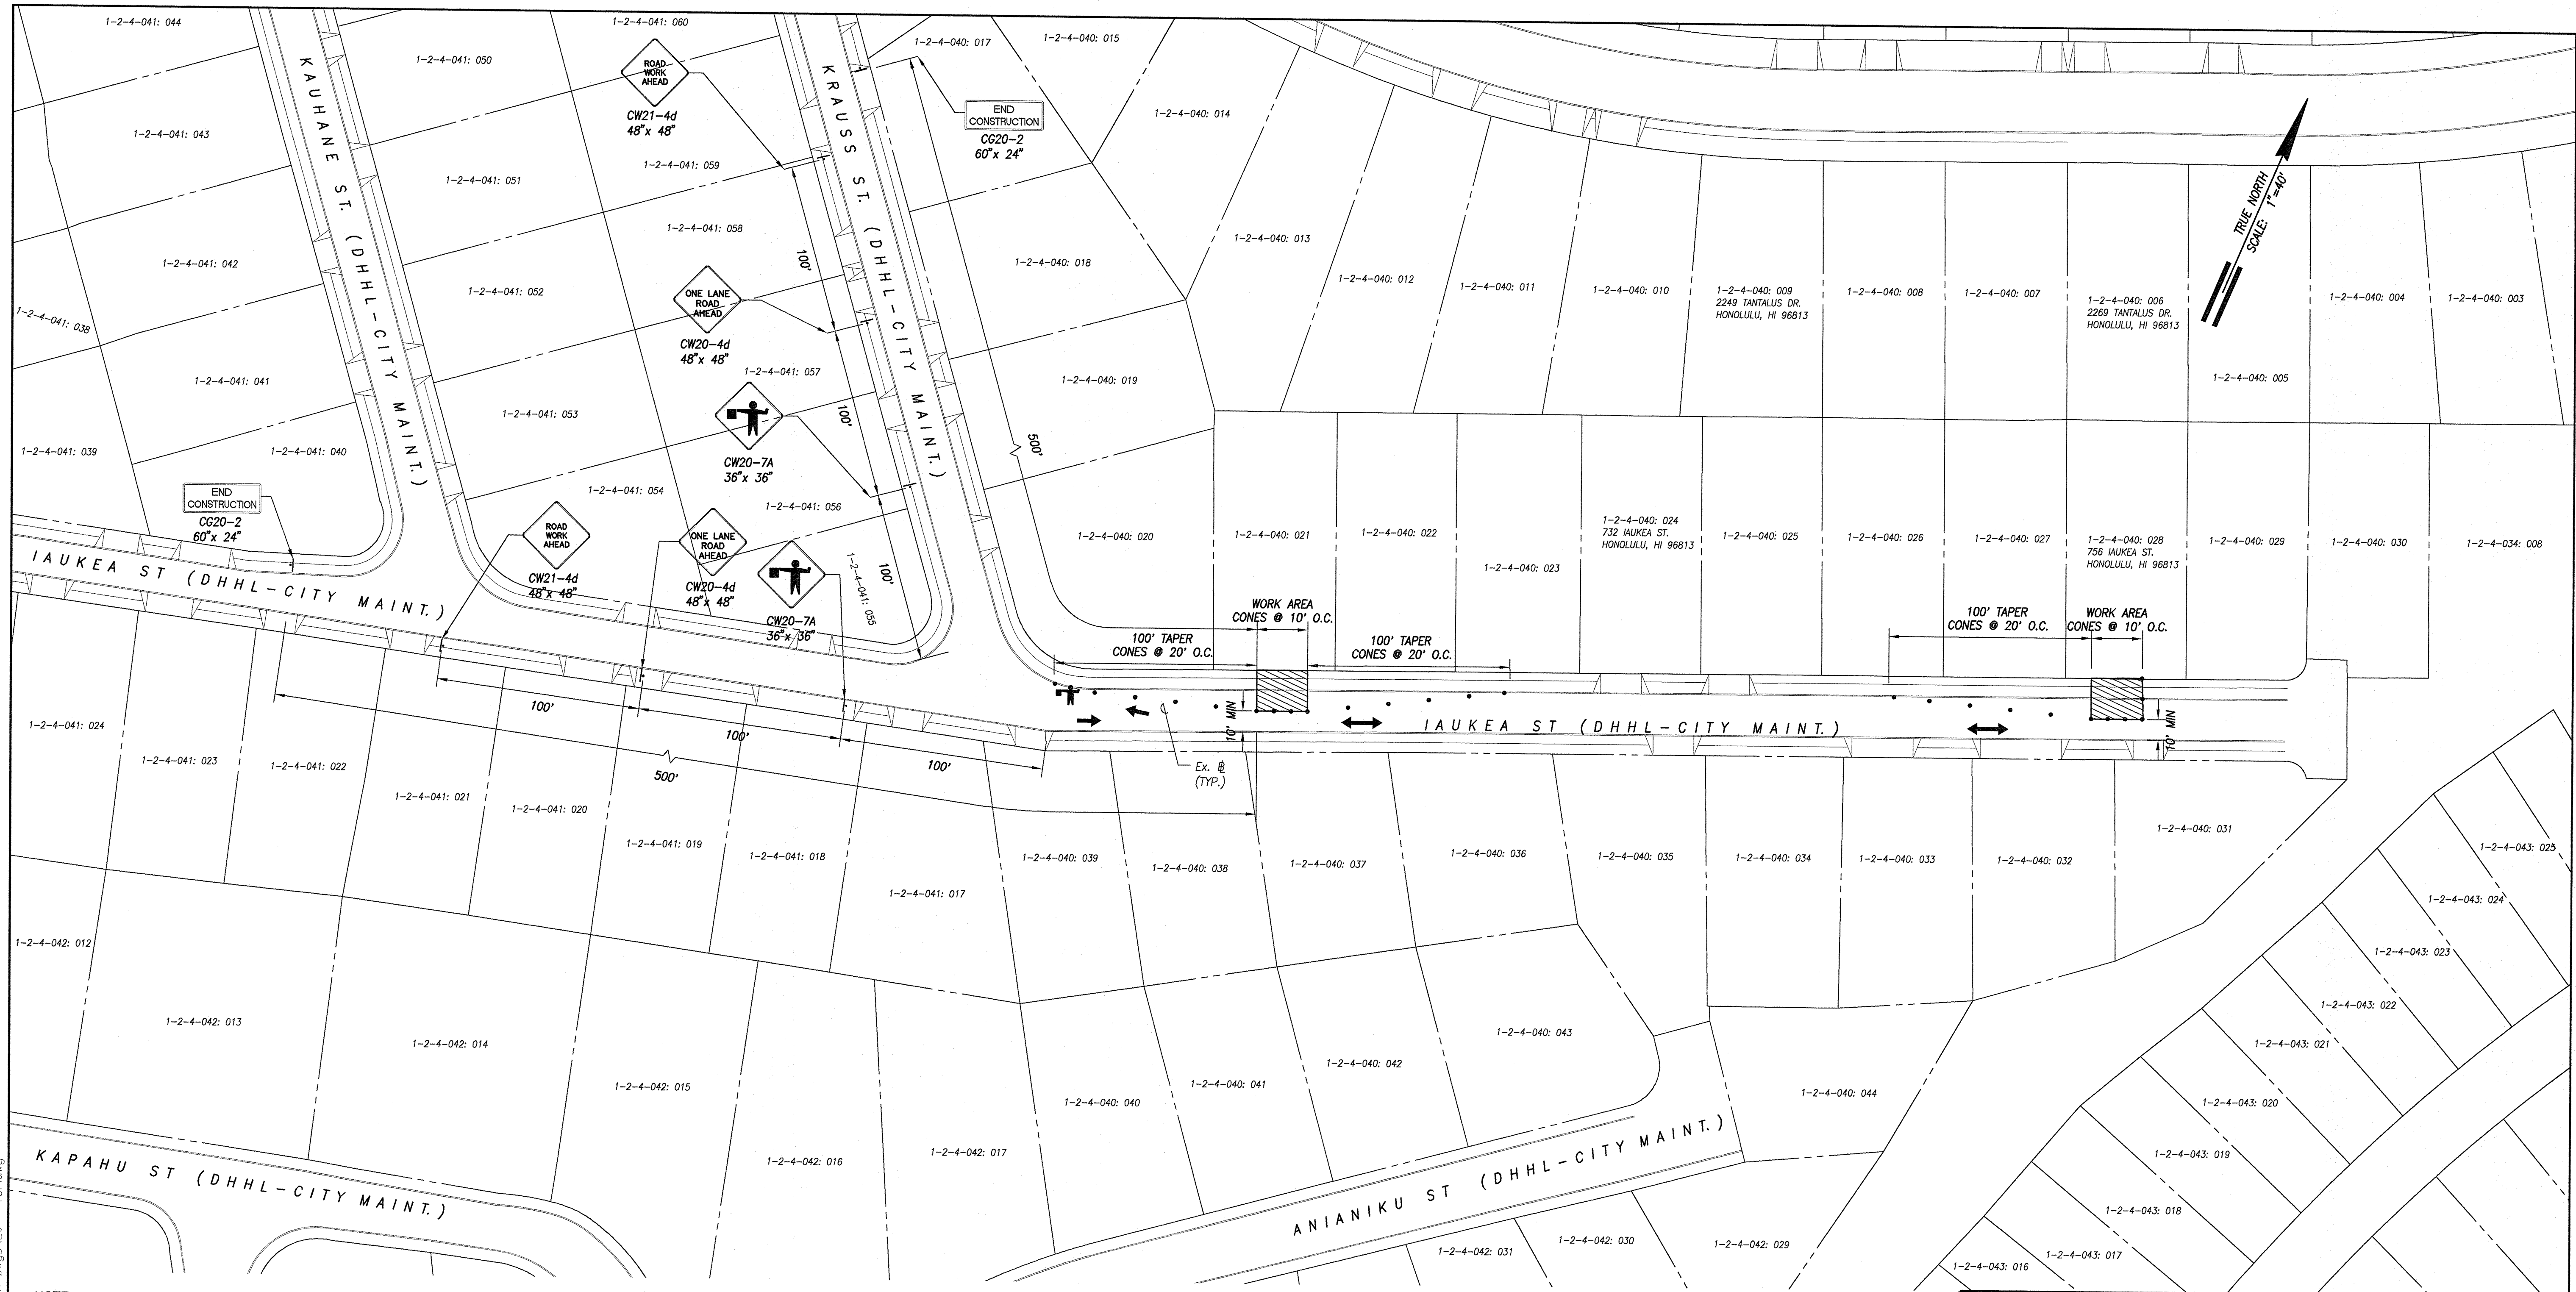 1-2-4-041: 044
1-2-4-041: 060
1-2-4-040: 017
1-2-4-040: 015
1-2-4-041: 050
ROAD
WORK
AHEAD
CW21-4d
48"x 48"
END
CONSTRUCTION
CG20-2
60"x 24"
1-2-4-040: 014
1-2-4-041: 043
KAUHANE ST. (DHHL-CITY MAINT.)
KRAUSS ST. (DHHL-CITY MAINT.)
1-2-4-041: 051
1-2-4-041: 059
1-2-4-041: 058
100'
1-2-4-041: 042
1-2-4-041: 052
ONE LANE
ROAD
AHEAD
CW20-4d
48"x 48"
1-2-4-040: 018
1-2-4-040: 013
1-2-4-040: 012
1-2-4-040: 011
1-2-4-040: 010
1-2-4-040: 009
2249 TANTALUS DR.
HONOLULU, HI 96813
1-2-4-040: 008
1-2-4-040: 007
1-2-4-040: 006
2269 TANTALUS DR.
HONOLULU, HI 96813
TRUE NORTH
SCALE: 1"=40'
1-2-4-040: 004
1-2-4-040: 003
1-2-4-040: 005
1-2-4-041: 038
1-2-4-041: 041
1-2-4-041: 057
1-2-4-040: 019
1-2-4-041: 053
100'
CW20-7A
36"x 36"
500'
1-2-4-041: 039
1-2-4-041: 040
1-2-4-041: 054
1-2-4-041: 056
END
CONSTRUCTION
CG20-2
60"x 24"
ROAD
WORK
AHEAD
CW21-4d
48"x 48"
ONE LANE
ROAD
AHEAD
CW20-4d
48"x 48"
CW20-7A
36"x 36"
1-2-4-041: 055
100'
1-2-4-040: 020
1-2-4-040: 021
1-2-4-040: 022
1-2-4-040: 023
1-2-4-040: 024
732 IAUKEA ST.
HONOLULU, HI 96813
1-2-4-040: 025
1-2-4-040: 026
1-2-4-040: 027
1-2-4-040: 028
756 IAUKEA ST.
HONOLULU, HI 96813
1-2-4-040: 029
1-2-4-040: 030
1-2-4-034: 008
IAUKEA ST (DHHL-CITY MAINT.)
100' TAPER
CONES @ 20' O.C.
WORK AREA
CONES @ 10' O.C.
100' TAPER
CONES @ 20' O.C.
100' TAPER
CONES @ 20' O.C.
WORK AREA
CONES @ 10' O.C.
10' MIN
IAUKEA ST (DHHL-CITY MAINT.)
10' MIN
100'
100'
100'
500'
Ex. ⅊
(TYP.)
1-2-4-041: 024
1-2-4-041: 023
1-2-4-041: 022
1-2-4-041: 021
1-2-4-041: 020
1-2-4-041: 019
1-2-4-041: 018
1-2-4-041: 017
1-2-4-040: 039
1-2-4-040: 038
1-2-4-040: 037
1-2-4-040: 036
1-2-4-040: 035
1-2-4-040: 034
1-2-4-040: 033
1-2-4-040: 032
1-2-4-040: 031
1-2-4-043: 025
1-2-4-043: 024
1-2-4-043: 023
1-2-4-043: 022
1-2-4-043: 021
1-2-4-043: 020
1-2-4-043: 019
1-2-4-043: 018
1-2-4-043: 017
1-2-4-043: 016
1-2-4-042: 012
1-2-4-042: 013
1-2-4-042: 014
1-2-4-042: 015
1-2-4-042: 016
1-2-4-042: 017
1-2-4-040: 040
1-2-4-040: 041
1-2-4-040: 042
1-2-4-040: 043
1-2-4-040: 044
KAPAHU ST (DHHL-CITY MAINT.)
ANIANIKU ST (DHHL-CITY MAINT.)
1-2-4-042: 031
1-2-4-042: 030
1-2-4-042: 029